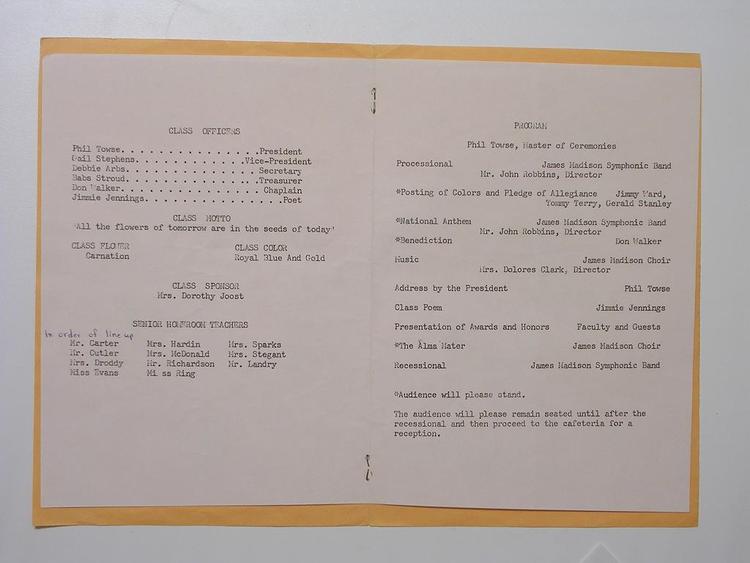 CLASS OFFICERS
Phil Towse. . . . . . . . . . . . . .President
Gail Stephens. . . . . . . . . . . . .Vice-President
Debbie Arbs. . . . . . . . . . . . . . Secretary
Babs Stroud. . . . . . . . . . . . . . .Treasurer
Don Walker. . . . . . . . . . . . . . . Chaplain
Jimmie Jennings. . . . . . . . . . . . . . .Poet
CLASS MOTTO
"All the flowers of tomorrow are in the seeds of today"
CLASS FLOWER CLASS COLOR
Carnation Royal Blue And Gold
CLASS SPONSOR
Mrs. Dorothy Joost
SENIOR HOMEROOM TEACHERS
In order of line up
Mr. Carter Mrs. Hardin Mrs. Sparks
Mr. Cutler Mrs. McDonald Mrs. Stegant
Mrs. Droddy Mr. Richardson Mr. Landry
Miss Evans Miss Ring
PROGRAM
Phil Towse, Master of Ceremonies
Processional James Madison Symphonic Band
Mr. John Robbins, Director
*Posting of Colors and Pledge of Allegiance Jimmy Ward,
Tommy Terry, Gerald Stanley
*National Anthem James Madison Symphonic Band
Mr. John Robbins, Director
*Benediction Don Walker
Music James Madison Choir
Mrs. Dolores Clark, Director
Address by the President Phil Towse
Class Poem Jimmie Jennings
Presentation of Awards and Honors Faculty and Guests
*The Alma Mater James Madison Choir
Recessional James Madison Symphonic Band
*Audience will please stand.
The audience will please remain seated until after the
recessional and then proceed to the cafeteria for a
reception.